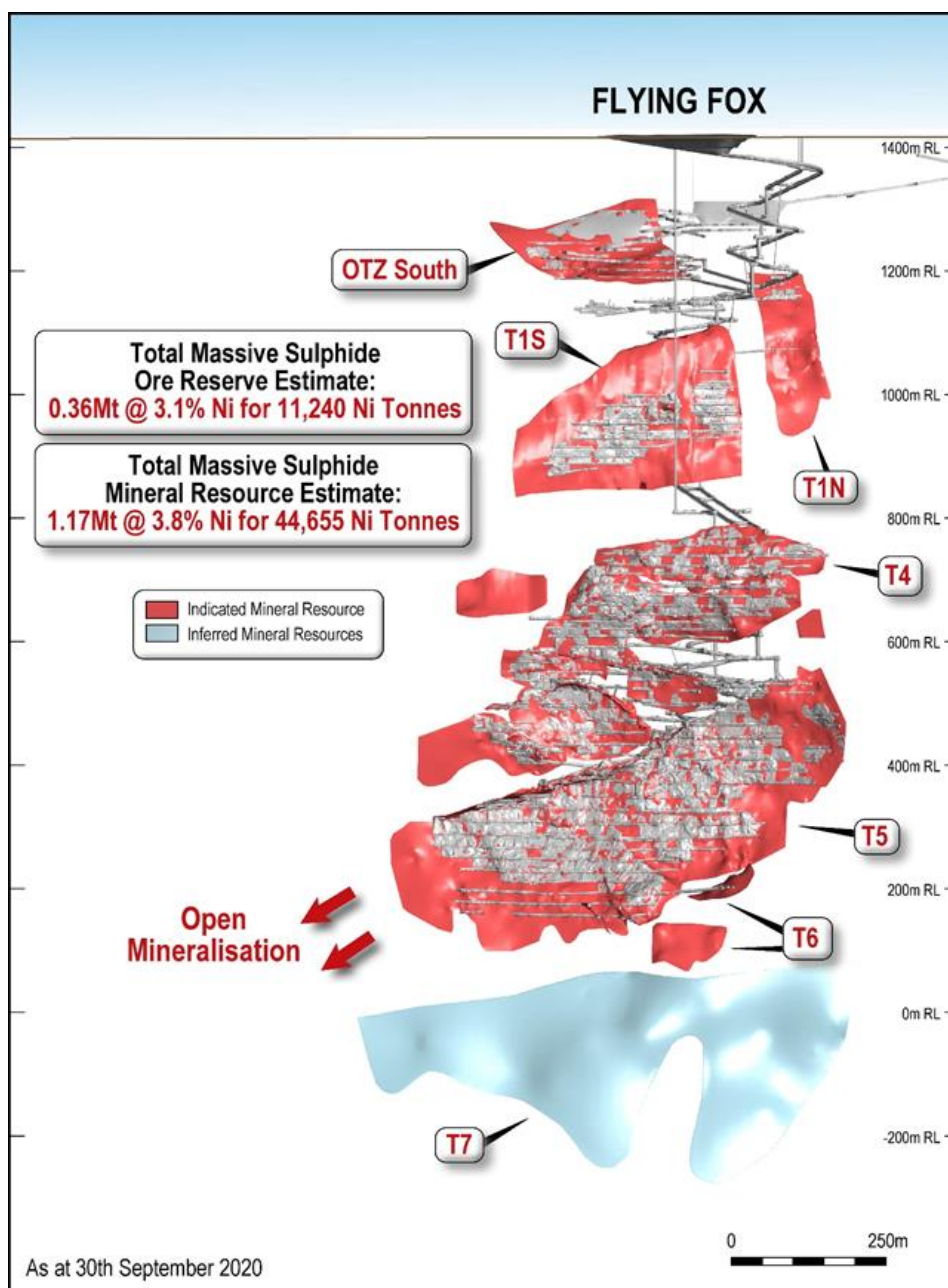 FLYING FOX
1400m RL
OTZ South
1200m RL
T1S
Total Massive Sulphide
Ore Reserve Estimate:
0.36Mt @ 3.1% Ni for 11,240 Ni Tonnes
1000m RL
Total Massive Sulphide
Mineral Resource Estimate:
1.17Mt @ 3.8% Ni for 44,655 Ni Tonnes
T1N
800m RL
T4
Indicated Mineral Resource
Inferred Mineral Resources
600m RL
400m RL
T5
200m RL
Open
Mineralisation
T6
0m RL
T7
-200m RL
0 250m
As at 30th September 2020